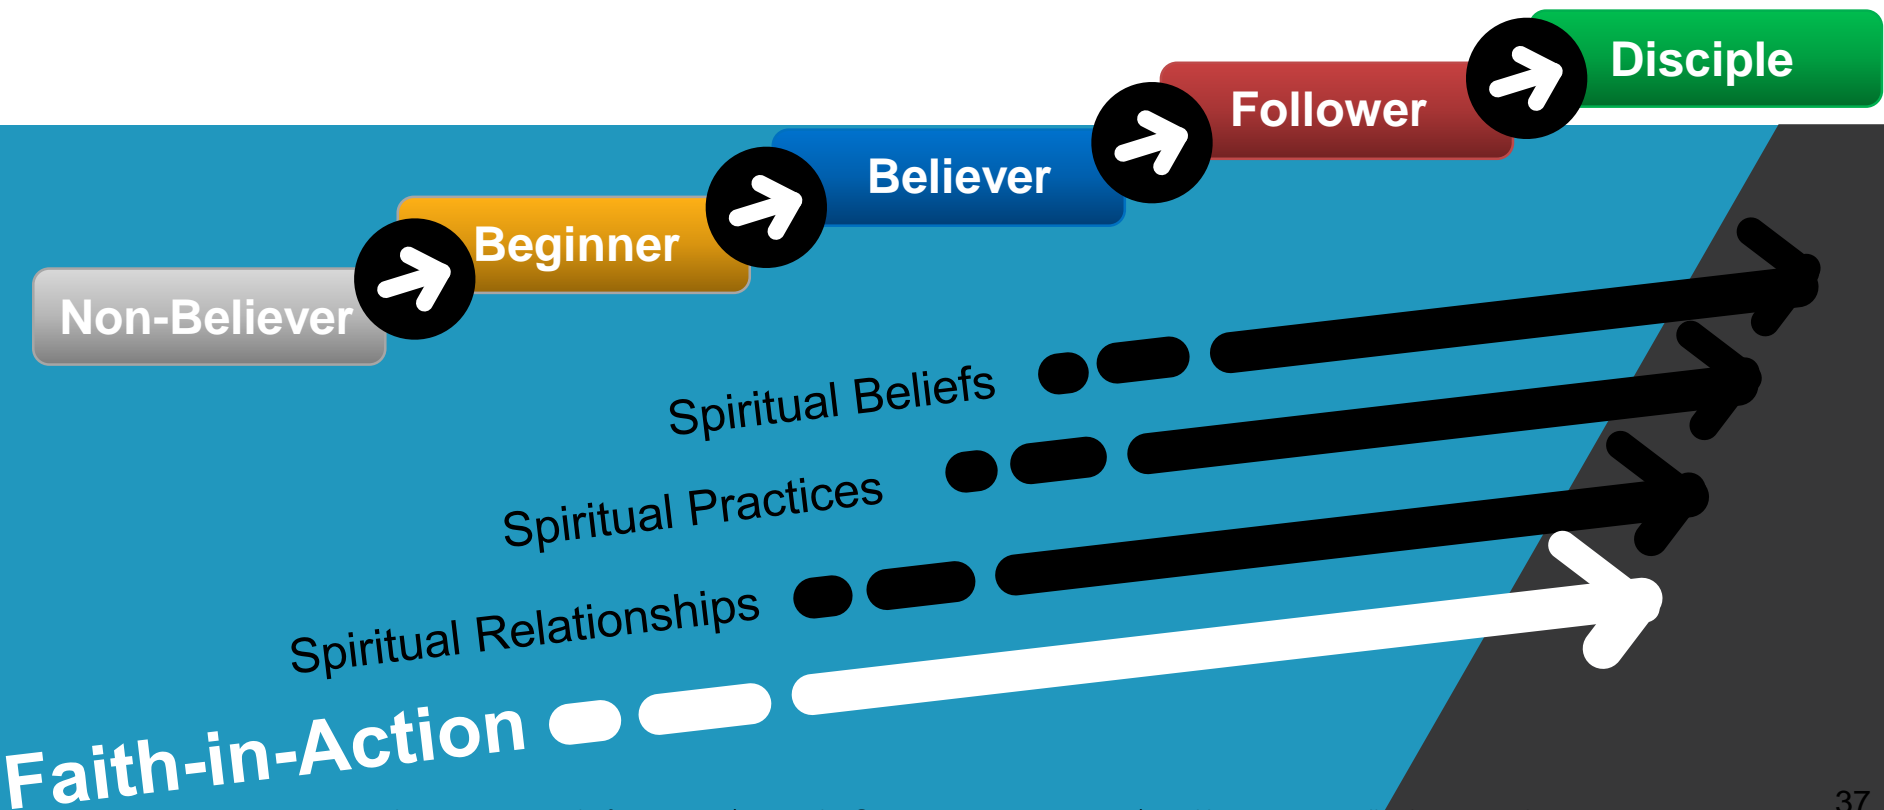 Disciple
Follower
Believer
Beginner
Non-Believer
Spiritual Beliefs
Spiritual Practices
Spiritual Relationships
Faith-in-Action
37